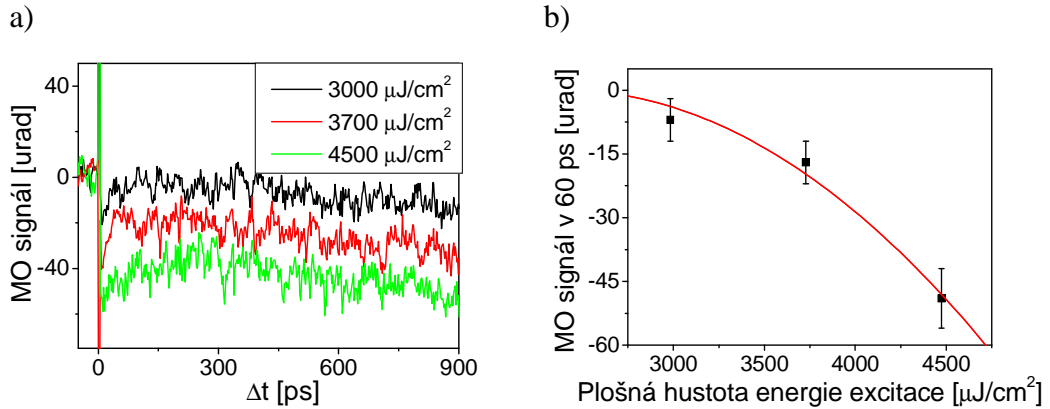 a)
b)
3000 μJ/cm²
3700 μJ/cm²
4500 μJ/cm²
40
0
-40
MO signál [urad]
0
300
600
900
Δt [ps]
0
-15
-30
-45
-60
MO signál v 60 ps [urad]
3000
3500
4000
4500
Plošná hustota energie excitace [μJ/cm²]